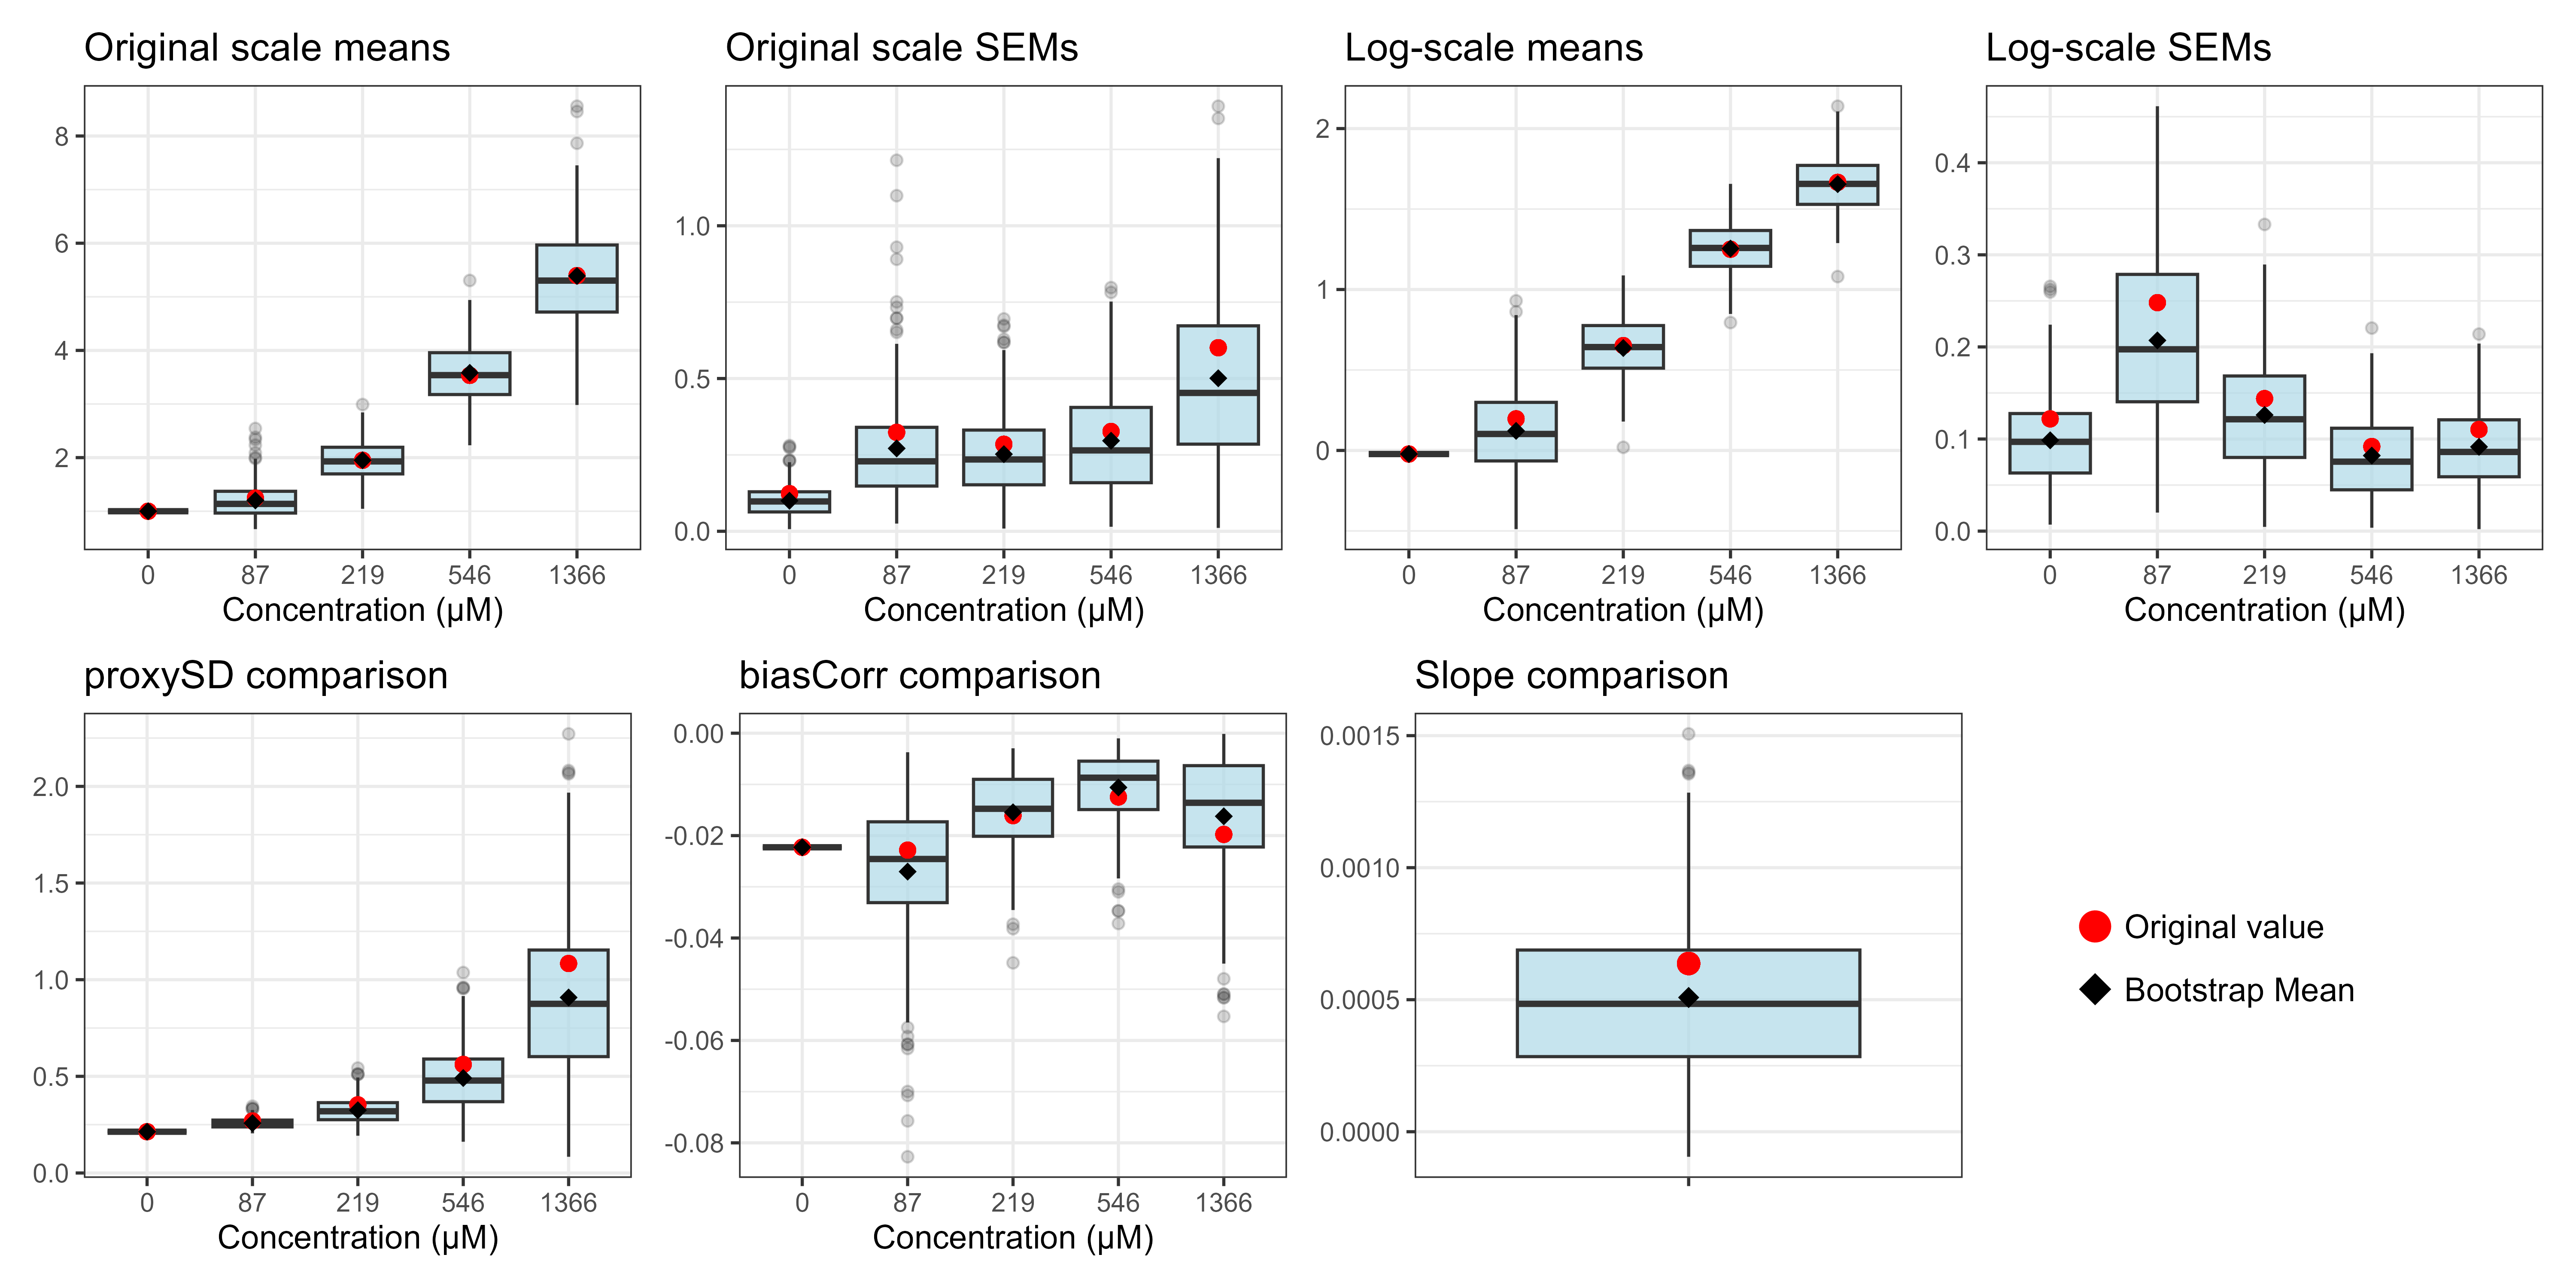 Original scale means
8
6
4
2
0 87 219 546 1366
Concentration (µM)
Original scale SEMs
1.0
0.5
0.0
0 87 219 546 1366
Concentration (µM)
Log-scale means
2
1
0
0 87 219 546 1366
Concentration (µM)
Log-scale SEMs
0.4
0.3
0.2
0.1
0.0
0 87 219 546 1366
Concentration (µM)
proxySD comparison
2.0
1.5
1.0
0.5
0.0
0 87 219 546 1366
Concentration (µM)
biasCorr comparison
0.00
-0.02
-0.04
-0.06
-0.08
0 87 219 546 1366
Concentration (µM)
Slope comparison
0.0015
0.0010
0.0005
0.0000
Original value
Bootstrap Mean